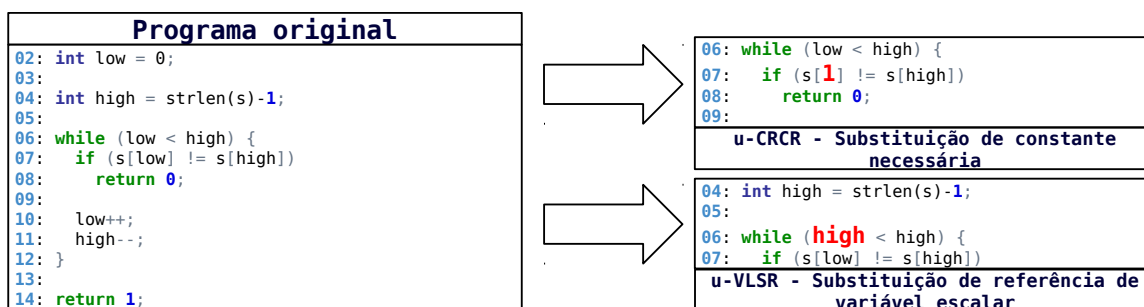 Programa original
02: int low = 0;
03:
04: int high = strlen(s)-1;
05:
06: while (low < high) {
07:   if (s[low] != s[high])
08:     return 0;
09:
10:   low++;
11:   high--;
12: }
13:
14: return 1;
06: while (low < high) {
07:   if (s[1] != s[high])
08:     return 0;
09:
u-CRCR - Substituição de constante
necessária
04: int high = strlen(s)-1;
05:
06: while (high < high) {
07:   if (s[low] != s[high])
u-VLSR - Substituição de referência de
variável escalar